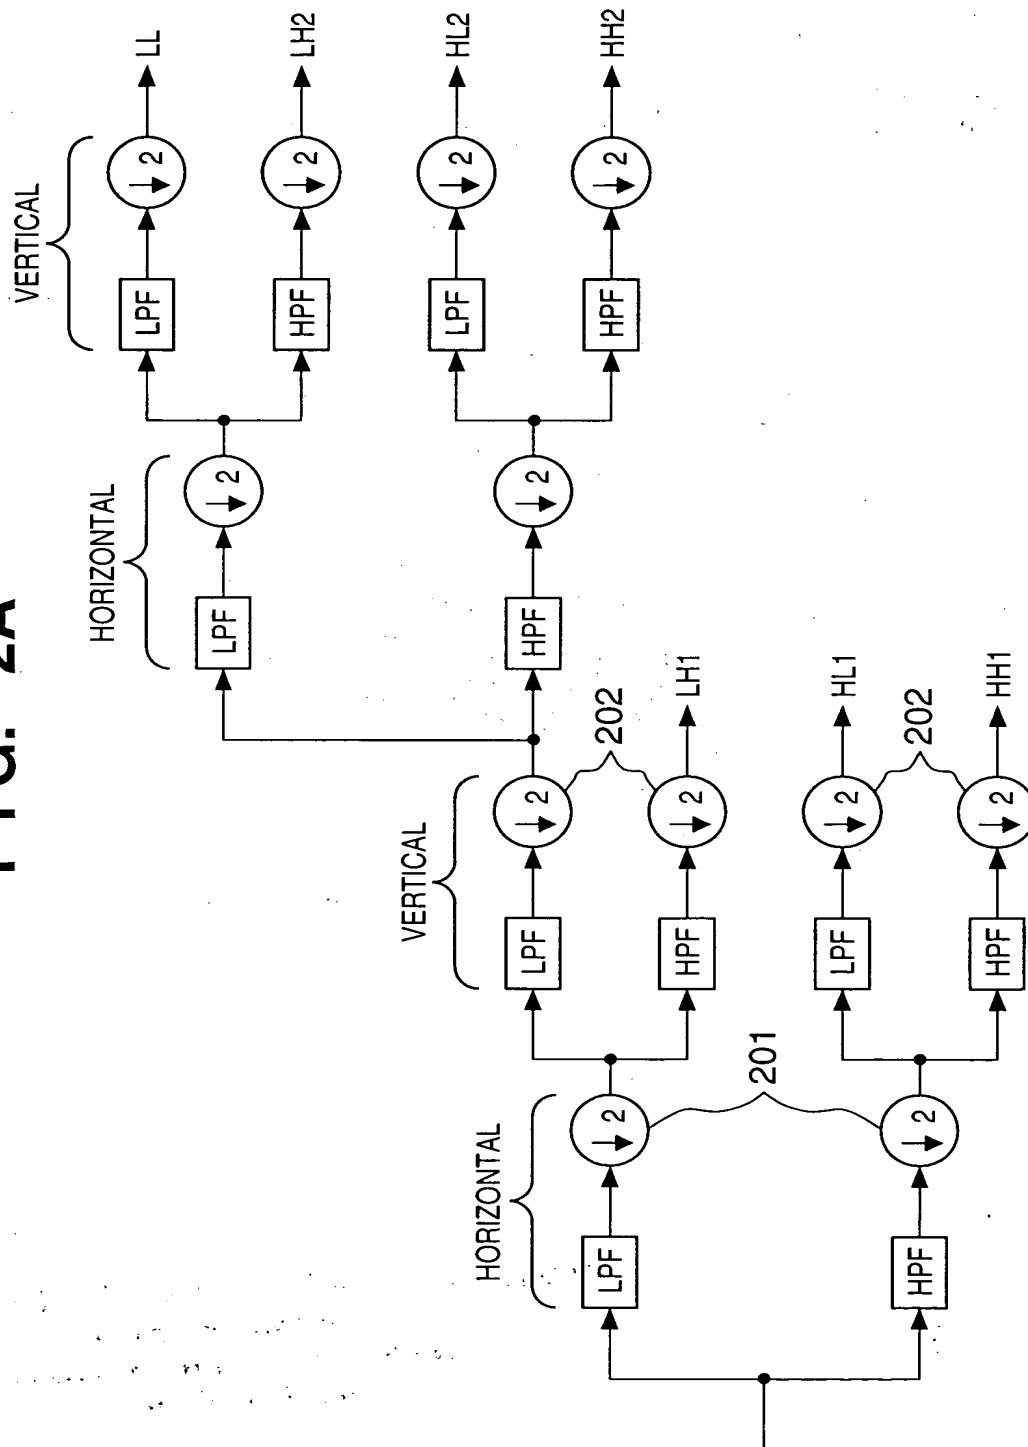 FIG. 2A
HORIZONTAL
VERTICAL
HORIZONTAL
VERTICAL
LPF
↓2
LL
LPF
↓2
HPF
↓2
LH2
LPF
↓2
HL2
HPF
↓2
HPF
↓2
HH2
LPF
↓2
202
LPF
↓2
HPF
↓2
LH1
201
LPF
↓2
HL1
HPF
↓2
202
HPF
↓2
HH1